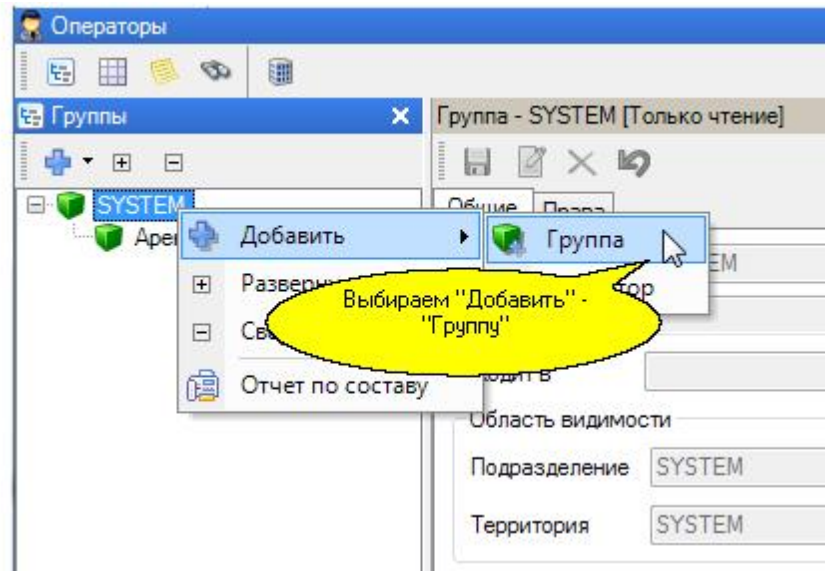 Операторы
Группы
Группа - SYSTEM [Только чтение]
SYSTEM
Общие Права
Добавить
Группа
Выбираем "Добавить" -
"Группу"
Отчет по составу
Область видимости
Подразделение SYSTEM
Территория SYSTEM